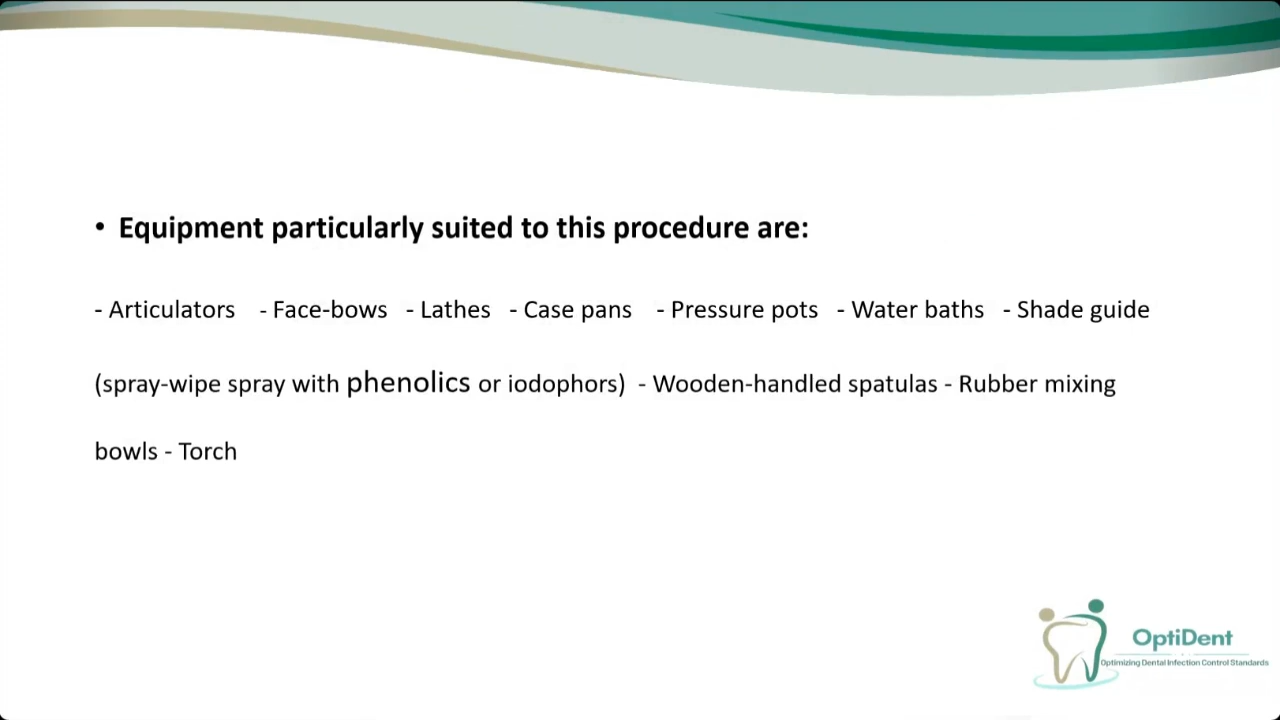 • Equipment particularly suited to this procedure are:
- Articulators - Face-bows - Lathes - Case pans - Pressure pots - Water baths - Shade guide
(spray-wipe spray with phenolics or iodophors) - Wooden-handled spatulas - Rubber mixing
bowls - Torch
OptiDent
Optimizing Dental Infection Control Standards